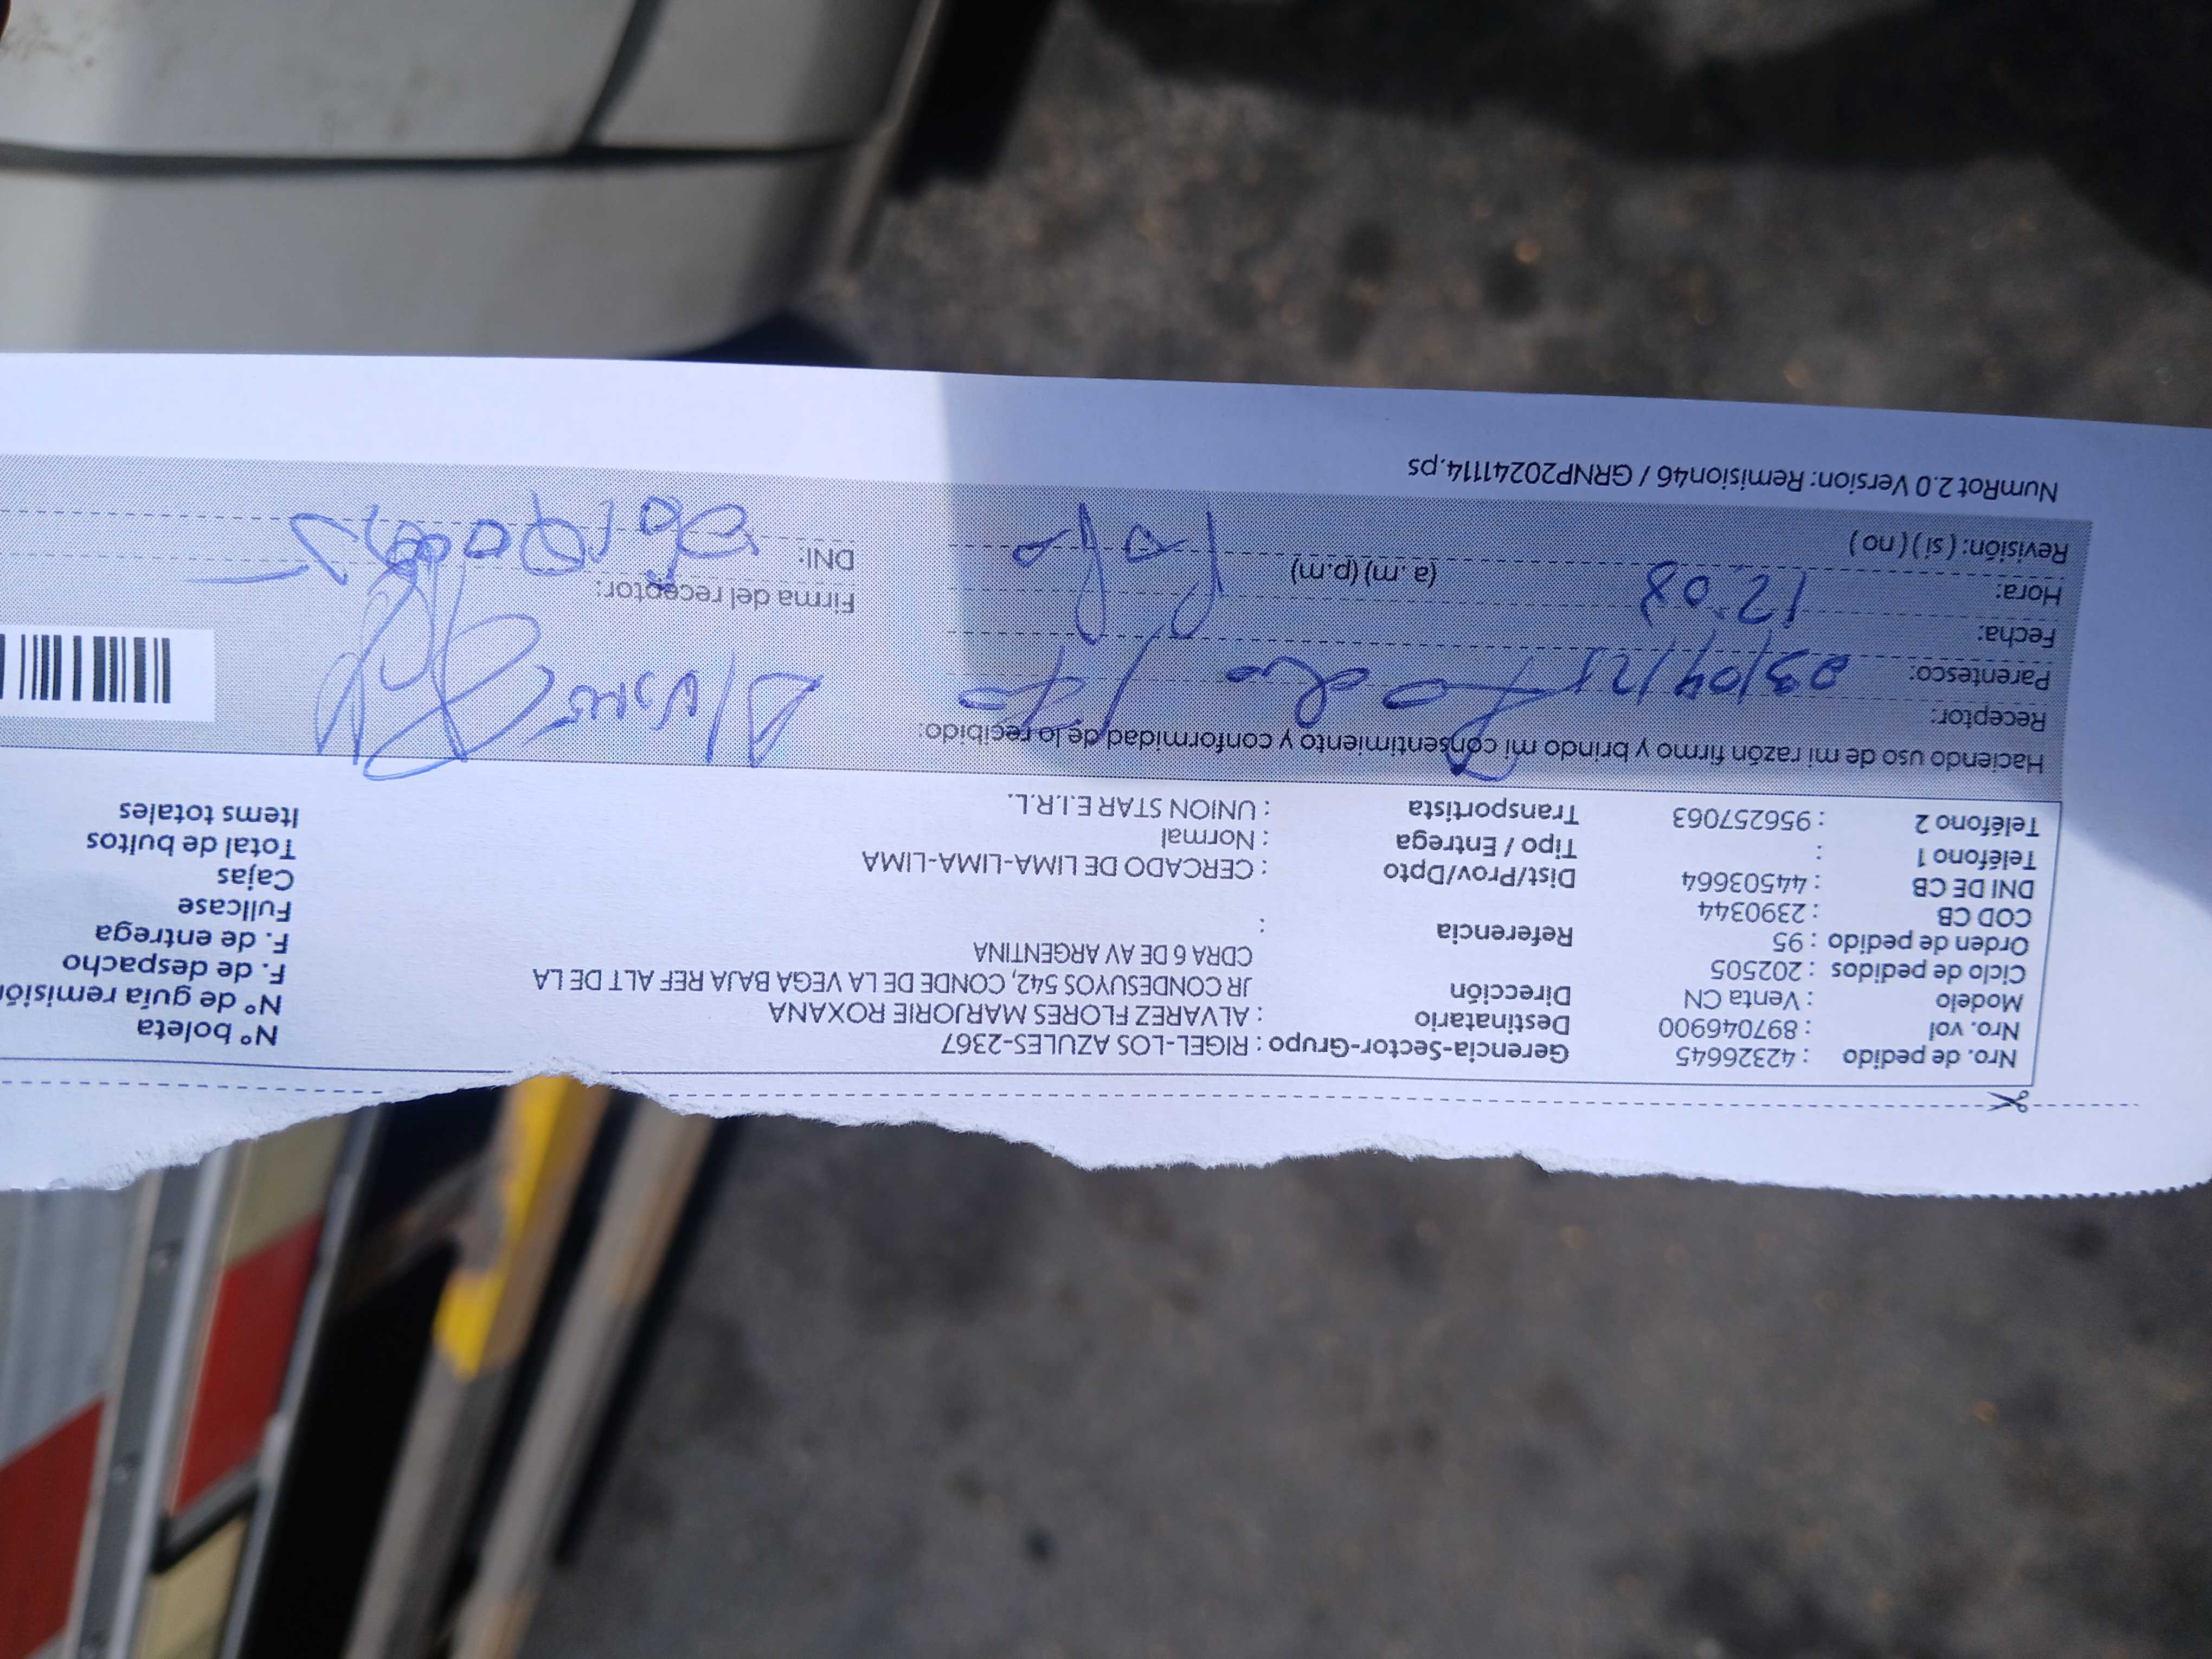 Nro. de pedido : 42326645 Gerencia-Sector-Grupo : RIGEL-LOS AZULES-2367 N° boleta
Nro. vol : 897046900 Destinatario : ALVAREZ FLORES MARJORIE ROXANA N° de guía remisió
Modelo : Venta CN Dirección JR CONDESUYOS 542, CONDE DE LA VEGA BAJA REF ALT DE LA F. de despacho
Ciclo de pedidos : 202505 CDRA 6 DE AV ARGENTINA F. de entrega
Orden de pedido : 95 Referencia : Fullcase
COD CB : 2390344 Cajas
DNI DE CB : 44503664 Dist/Prov/Dpto : CERCADO DE LIMA-LIMA-LIMA Total de bultos
Teléfono 1 : Tipo / Entrega : Normal Items totales
Teléfono 2 : 956257063 Transportista : UNION STAR E.I.R.L.
Haciendo uso de mi razón firmo y brindo mi consentimiento y conformidad de lo recibido:
Receptor:
Parentesco: 23/04/25
Fecha:
Hora: 12:08 (a.m) (p.m) Firma del receptor:
Revisión: ( si ) ( no ) DNI:
NumRot 2.0 Version: Remision46 / GRNP20241114.ps